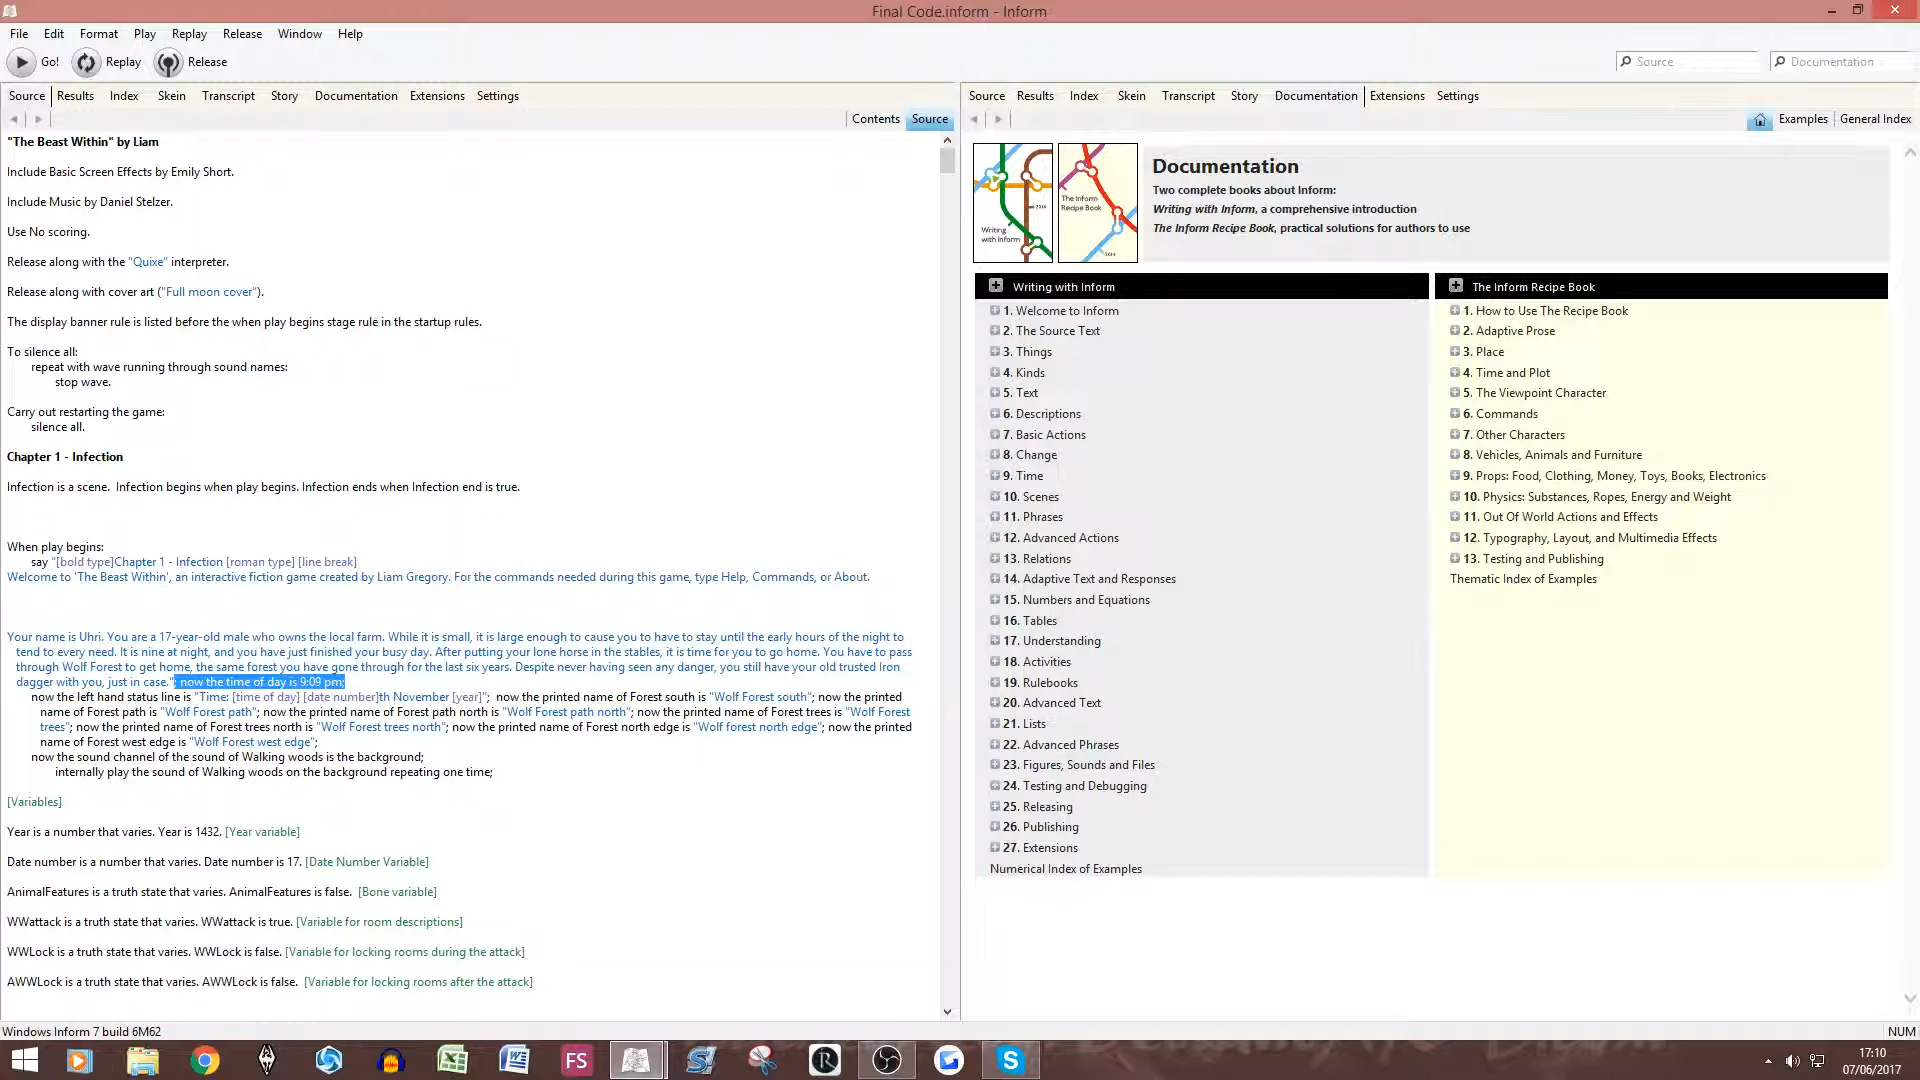 Final Code.inform - Inform
File Edit Format Play Replay Release Window Help
Go! Replay Release
Source Documentation
Source Results Index Skein Transcript Story Documentation Extensions Settings
Source Results Index Skein Transcript Story Documentation Extensions Settings
Contents Source
Examples General Index
"The Beast Within" by Liam
Include Basic Screen Effects by Emily Short.
Include Music by Daniel Stelzer.
Use No scoring.
Release along with the "Quixe" interpreter.
Release along with cover art ("Full moon cover").
The display banner rule is listed before the when play begins stage rule in the startup rules.
To silence all:
repeat with wave running through sound names:
stop wave.
Carry out restarting the game:
silence all.
Chapter 1 - Infection
Infection is a scene.  Infection begins when play begins. Infection ends when Infection end is true.
When play begins:
say "[bold type]Chapter 1 - Infection [roman type] [line break]
Welcome to 'The Beast Within', an interactive fiction game created by Liam Gregory. For the commands needed during this game, type Help, Commands, or About.
Your name is Uhri. You are a 17-year-old male who owns the local farm. While it is small, it is large enough to cause you to have to stay until the early hours of the night to
tend to every need. It is nine at night, and you have just finished your busy day. After putting your lone horse in the stables, it is time for you to go home. You have to pass
through Wolf Forest to get home, the same forest you have gone through for the last six years. Despite never having seen any danger, you still have your old trusted Iron
dagger with you, just in case."; now the time of day is 9:09 pm;
now the left hand status line is "Time: [time of day] [date number]th November [year]";  now the printed name of Forest south is "Wolf Forest south"; now the printed
name of Forest path is "Wolf Forest path"; now the printed name of Forest path north is "Wolf Forest path north"; now the printed name of Forest trees is "Wolf Forest
trees"; now the printed name of Forest trees north is "Wolf Forest trees north"; now the printed name of Forest north edge is "Wolf forest north edge"; now the printed
name of Forest west edge is "Wolf Forest west edge";
now the sound channel of the sound of Walking woods is the background;
internally play the sound of Walking woods on the background repeating one time;
[Variables]
Year is a number that varies. Year is 1432. [Year variable]
Date number is a number that varies. Date number is 17. [Date Number Variable]
AnimalFeatures is a truth state that varies. AnimalFeatures is false.  [Bone variable]
WWattack is a truth state that varies. WWattack is true. [Variable for room descriptions]
WWLock is a truth state that varies. WWLock is false. [Variable for locking rooms during the attack]
AWWLock is a truth state that varies. AWWLock is false.  [Variable for locking rooms after the attack]
Writing
with Inform
The Inform
Recipe Book
Documentation
Two complete books about Inform:
Writing with Inform, a comprehensive introduction
The Inform Recipe Book, practical solutions for authors to use
Writing with Inform
1. Welcome to Inform
2. The Source Text
3. Things
4. Kinds
5. Text
6. Descriptions
7. Basic Actions
8. Change
9. Time
10. Scenes
11. Phrases
12. Advanced Actions
13. Relations
14. Adaptive Text and Responses
15. Numbers and Equations
16. Tables
17. Understanding
18. Activities
19. Rulebooks
20. Advanced Text
21. Lists
22. Advanced Phrases
23. Figures, Sounds and Files
24. Testing and Debugging
25. Releasing
26. Publishing
27. Extensions
Numerical Index of Examples
The Inform Recipe Book
1. How to Use The Recipe Book
2. Adaptive Prose
3. Place
4. Time and Plot
5. The Viewpoint Character
6. Commands
7. Other Characters
8. Vehicles, Animals and Furniture
9. Props: Food, Clothing, Money, Toys, Books, Electronics
10. Physics: Substances, Ropes, Energy and Weight
11. Out Of World Actions and Effects
12. Typography, Layout, and Multimedia Effects
13. Testing and Publishing
Thematic Index of Examples
Windows Inform 7 build 6M62
NUM
FS
17:10
07/06/2017